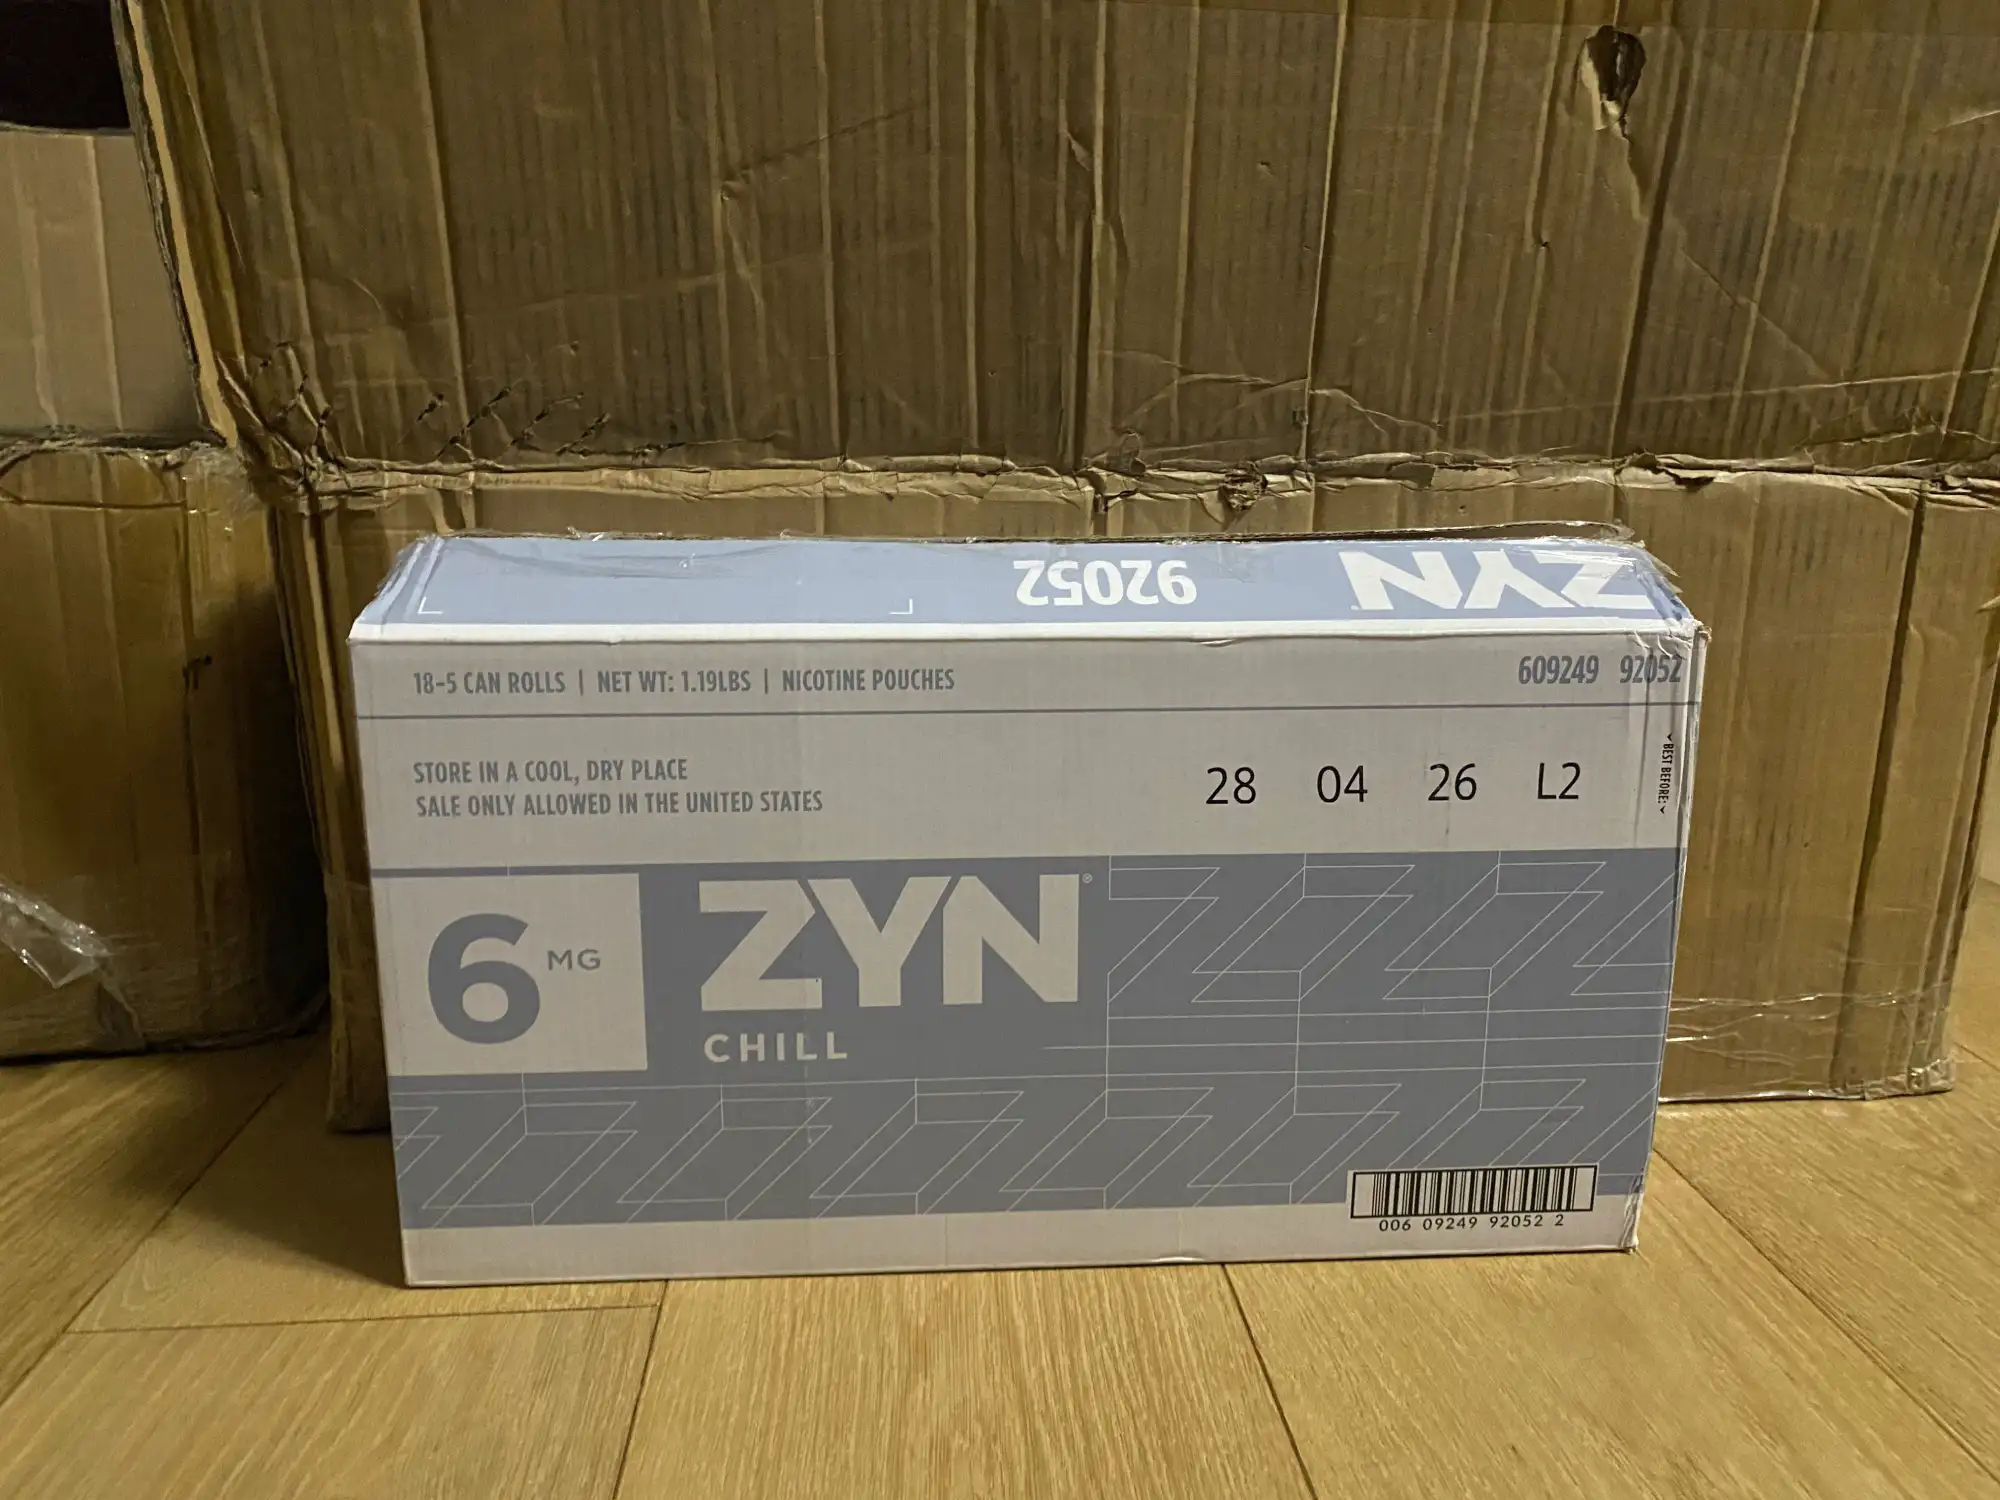 ZYN
92052
18-5 CAN ROLLS | NET WT: 1.19LBS | NICOTINE POUCHES
609249 92052
STORE IN A COOL, DRY PLACE
SALE ONLY ALLOWED IN THE UNITED STATES
28 04 26 L2
BEST BEFORE:
6 MG
ZYN®
CHILL
006 09249 92052 2